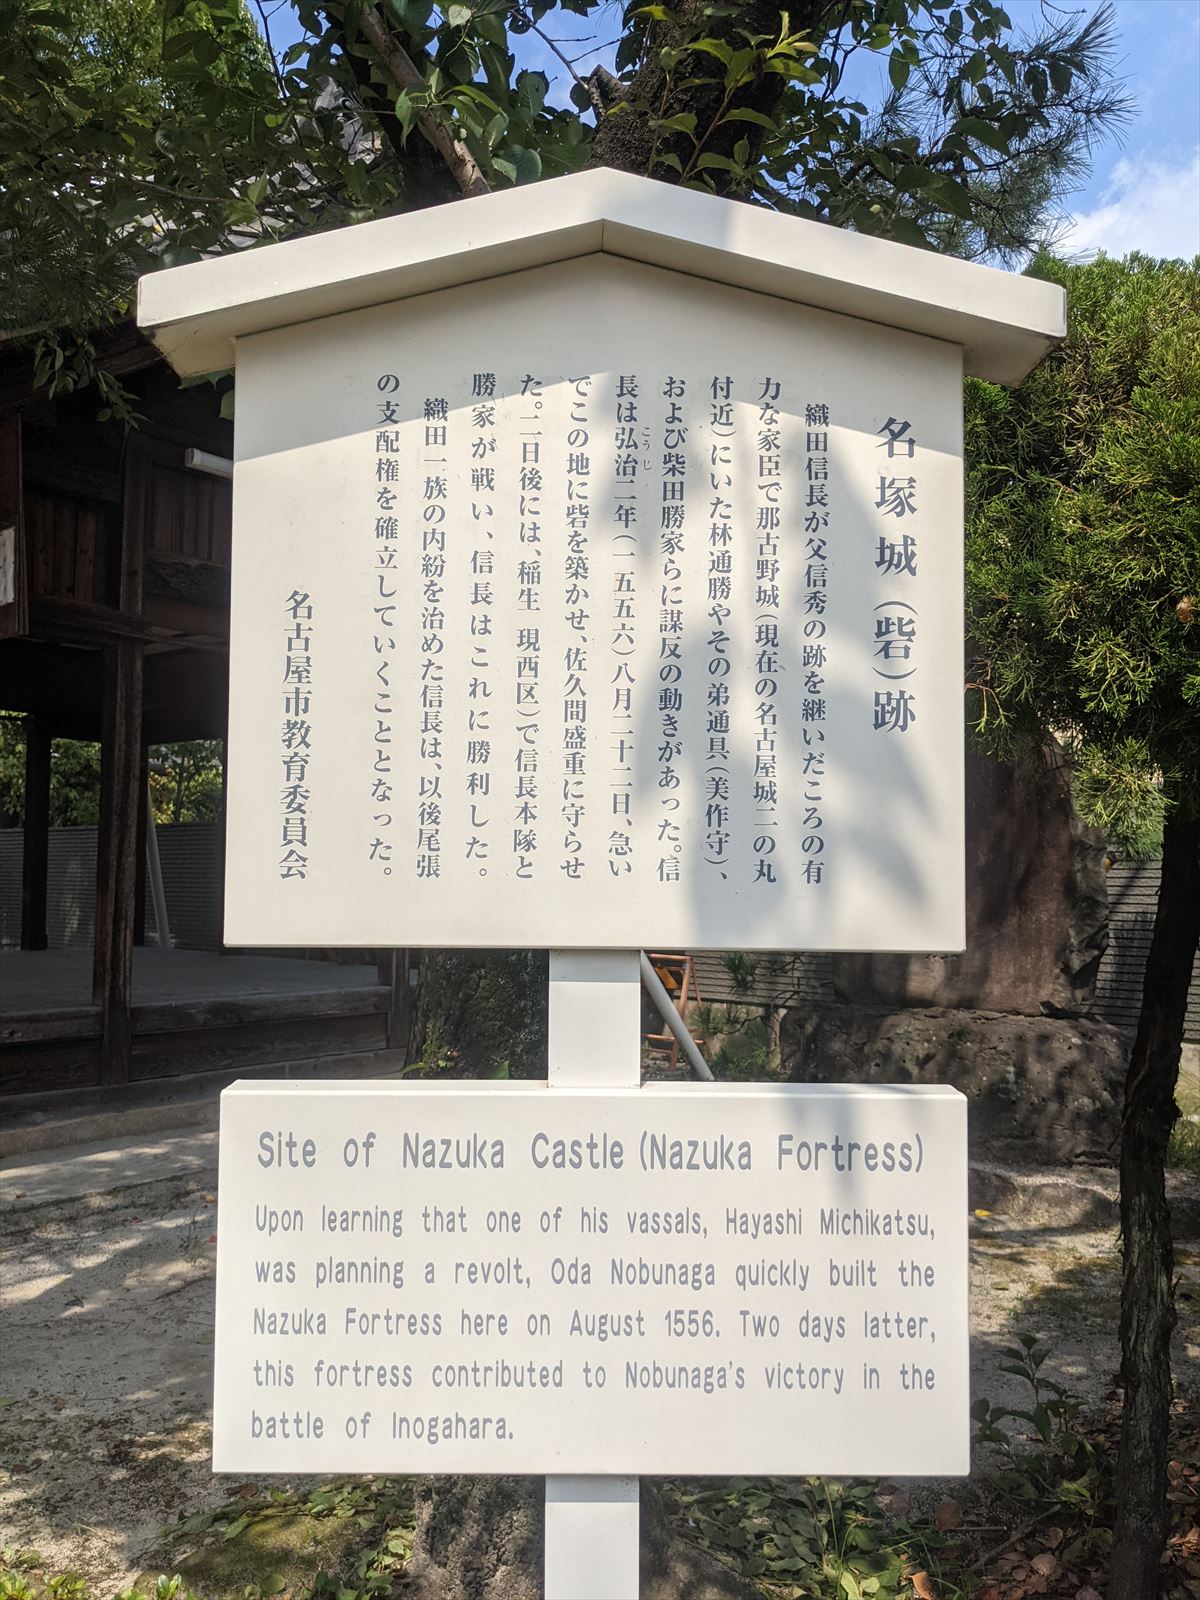 名塚城（砦）跡
織田信長が父信秀の跡を継いだころの有
力な家臣で那古野城（現在の名古屋城二の丸
付近）にいた林通勝やその弟通具（美作守）、
および柴田勝家らに謀反の動きがあった。信
長は弘治二年（一五五六）八月二十二日、急い
こうじ
でこの地に砦を築かせ、佐久間盛重に守らせ
た。二日後には、稲生 現西区）で信長本隊と
勝家が戦い、信長はこれに勝利した。
織田一族の内紛を治めた信長は、以後尾張
の支配権を確立していくこととなった。
名古屋市教育委員会
Site of Nazuka Castle (Nazuka Fortress)
Upon learning that one of his vassals, Hayashi Michikatsu,
was planning a revolt, Oda Nobunaga quickly built the
Nazuka Fortress here on August 1556. Two days latter,
this fortress contributed to Nobunaga's victory in the
battle of Inogahara.